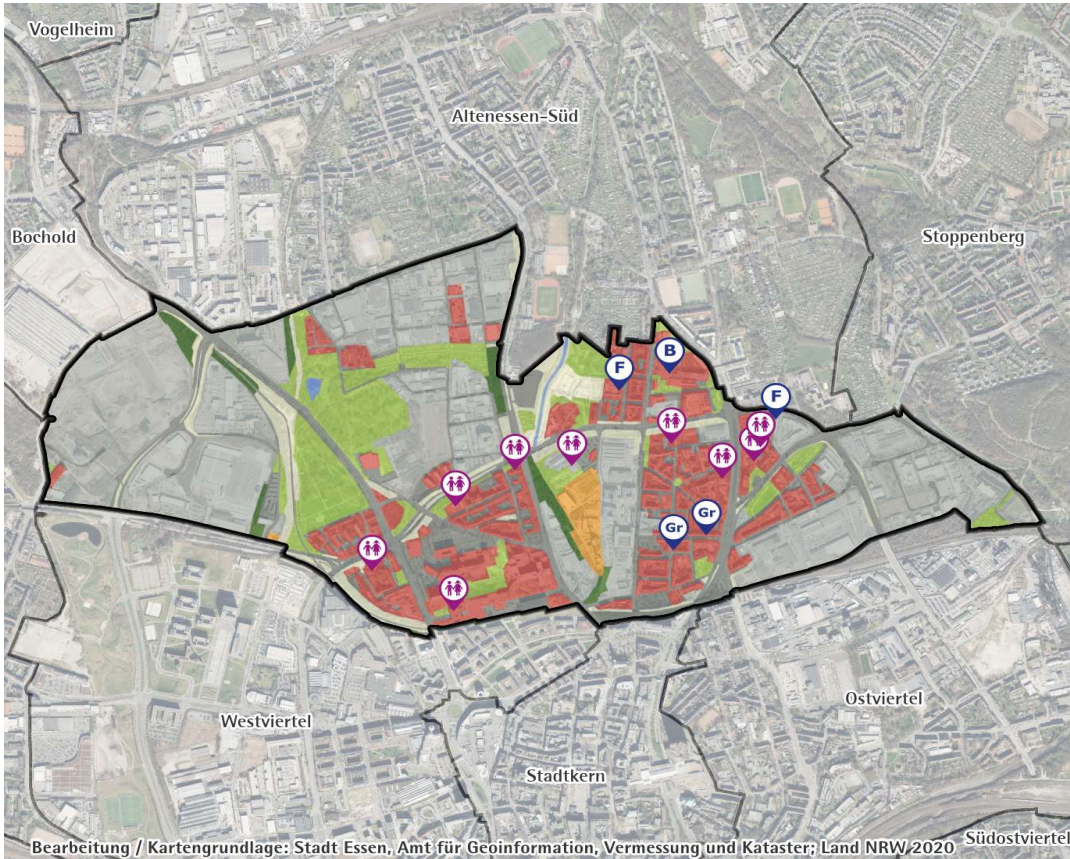 Vogelheim
Altenessen-Süd
Bochold
Stoppenberg
F
B
F
Gr
Gr
Westviertel
Ostviertel
Stadtkern
Südostviertel
Bearbeitung / Kartengrundlage: Stadt Essen, Amt für Geoinformation, Vermessung und Kataster; Land NRW 2020